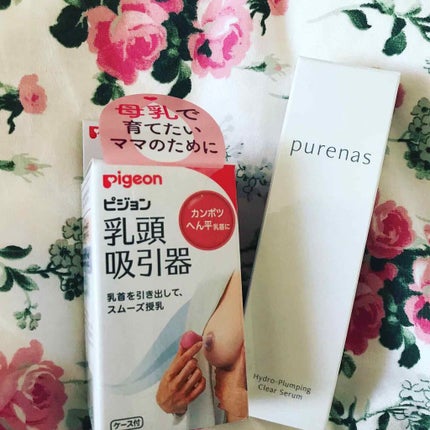 母乳で
育てたい
ママのために
Pigeon
ピジョン
乳頭
吸引器
カンボツ
へん平乳首に
乳首を引き出して、
スムーズ授乳
ケース付
purenas
Hydro-Plumping
Clear Serum